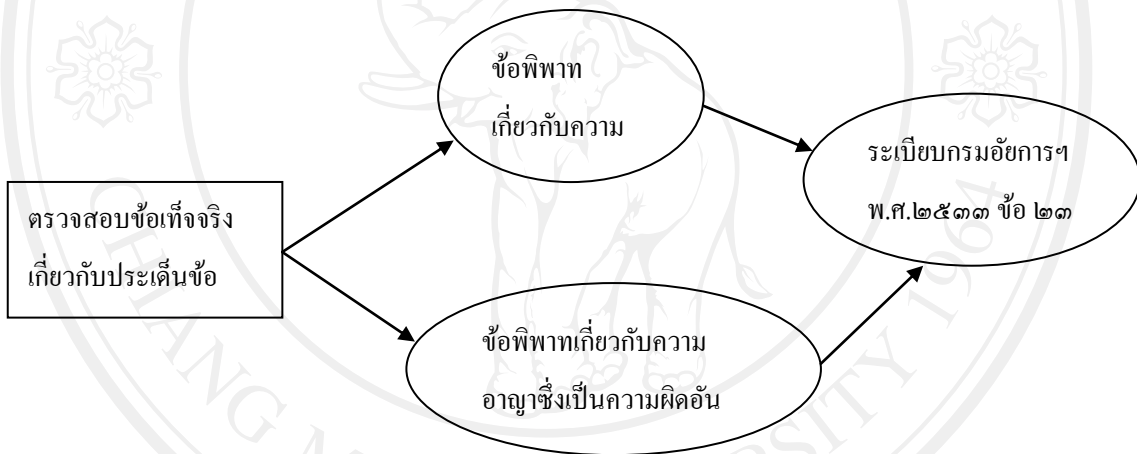 ข้อพิพาท
เกี่ยวกับความ
ระเบียบกรมอัยการฯ
พ.ศ.๒๕๓๓ ข้อ ๒๓
ตรวจสอบข้อเท็จจริง
เกี่ยวกับประเด็นข้อ
ข้อพิพาทเกี่ยวกับความ
อาญาซึ่งเป็นความผิดอัน
CHIANG MAI UNIVERSITY 1964